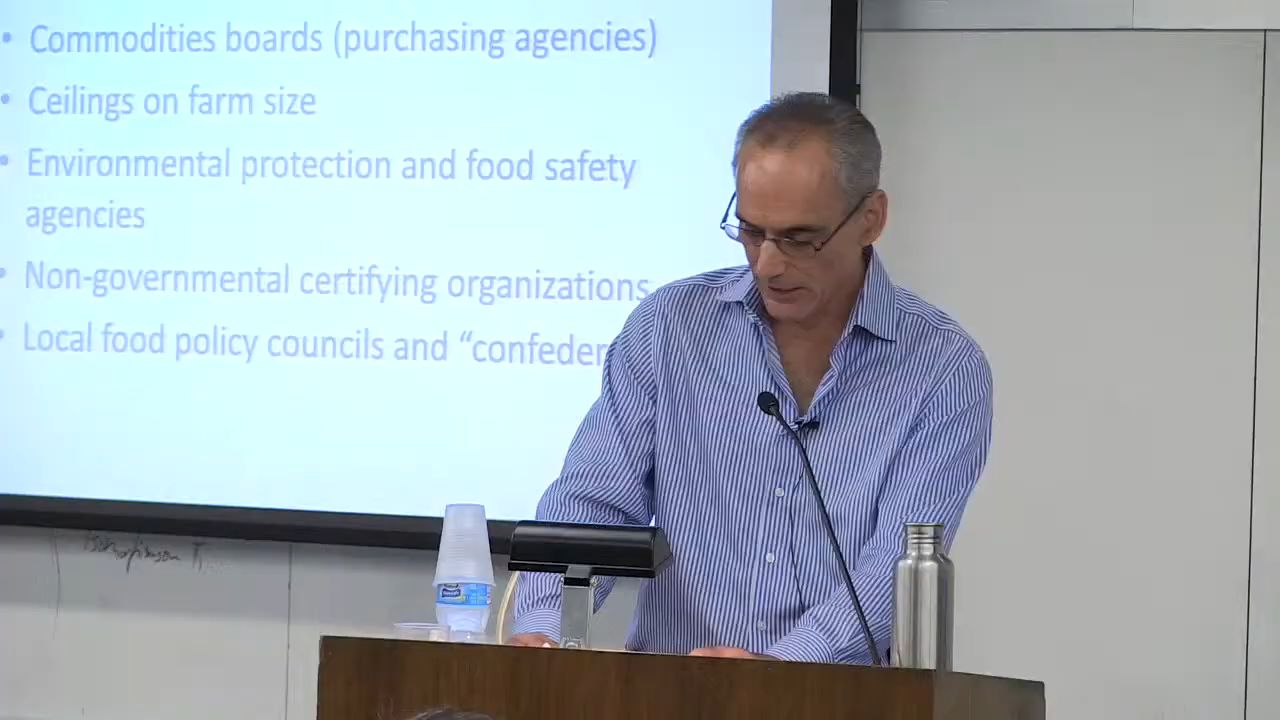 • Commodities boards (purchasing agencies)
• Ceilings on farm size
• Environmental protection and food safety
agencies
• Non-governmental certifying organizations
• Local food policy councils and “confeder